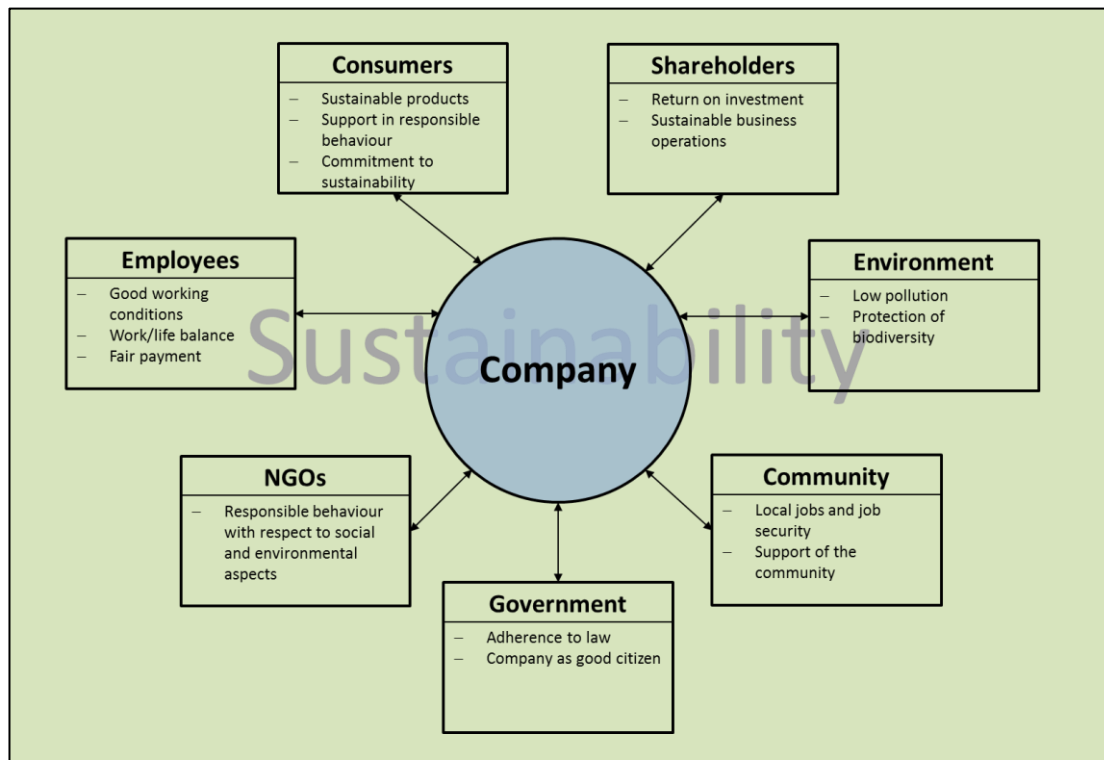 Consumers
– Sustainable products
– Support in responsible
behaviour
– Commitment to
sustainability
Shareholders
– Return on investment
– Sustainable business
operations
Employees
– Good working
conditions
– Work/life balance
– Fair payment
Environment
– Low pollution
– Protection of
biodiversity
Sustainability
Company
NGOs
– Responsible behaviour
with respect to social
and environmental
aspects
Community
– Local jobs and job
security
– Support of the
community
Government
– Adherence to law
– Company as good citizen